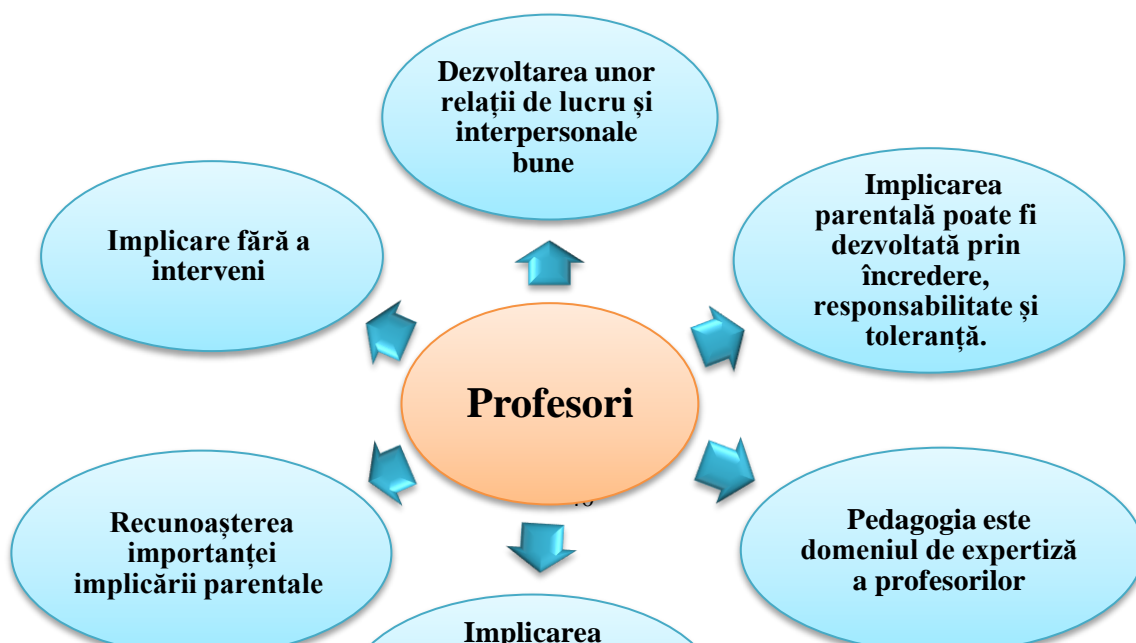 Dezvoltarea unor
relații de lucru și
interpersonale
bune
Implicare fără a
interveni
Implicarea
parentală poate fi
dezvoltată prin
încredere,
responsabilitate și
toleranță.
Profesori
Recunoașterea
importanței
implicării parentale
Pedagogia este
domeniul de expertiză
a profesorilor
Implicarea